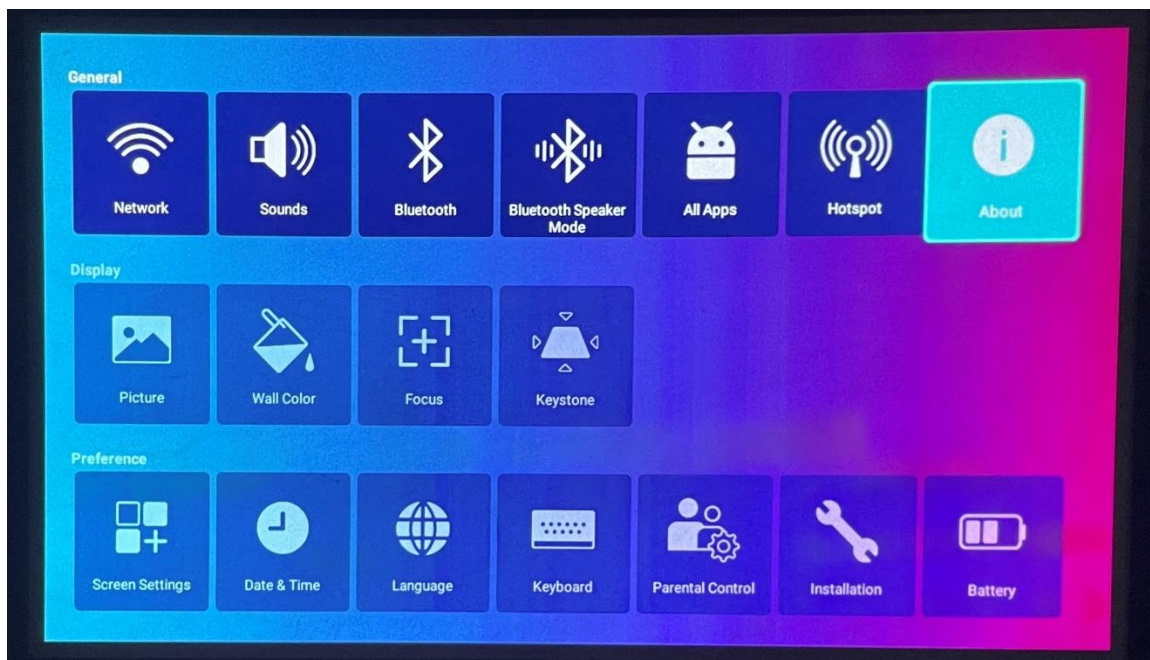 General
Network
Sounds
Bluetooth
Bluetooth Speaker
Mode
All Apps
Hotspot
About
Display
Picture
Wall Color
Focus
Keystone
Preference
Screen Settings
Date & Time
Language
Keyboard
Parental Control
Installation
Battery